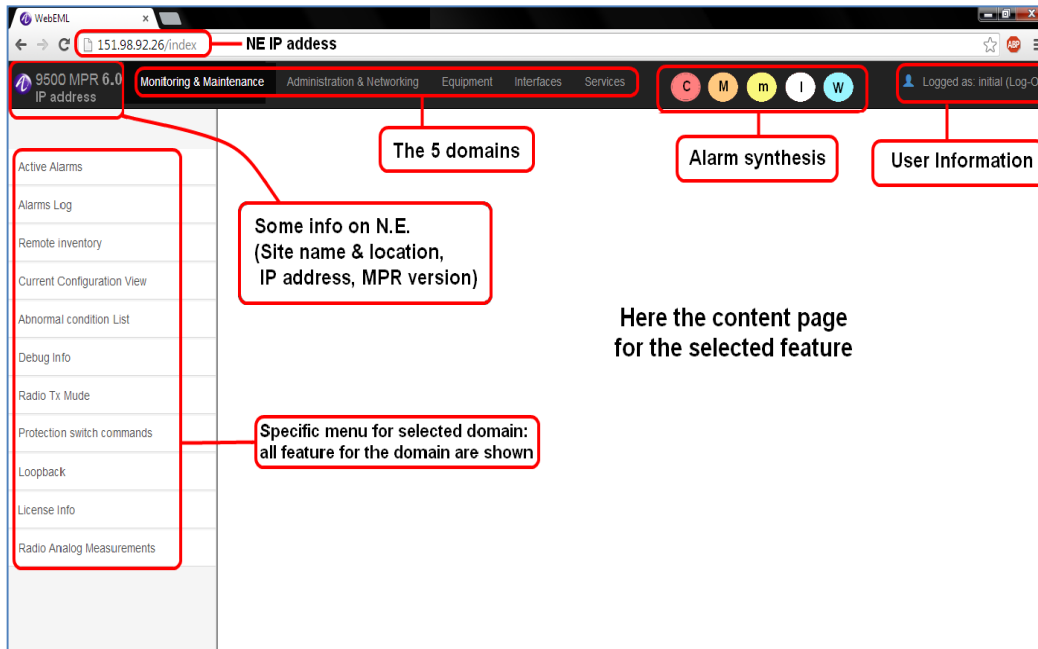 WebEML
151.98.92.26/index
NE IP addess
ABP
9500 MPR 6.0
IP address
Monitoring & Maintenance
Administration & Networking
Equipment
Interfaces
Services
C
M
m
I
W
Logged as: initial (Log-O
The 5 domains
Alarm synthesis
User Information
Active Alarms
Alarms Log
Remote inventory
Current Configuration View
Abnormal condition List
Debug Info
Radio Tx Mude
Protection switch commands
Loopback
License Info
Radio Analog Measurements
Some info on N.E.
(Site name & location,
IP address, MPR version)
Here the content page
for the selected feature
Specific menu for selected domain:
all feature for the domain are shown